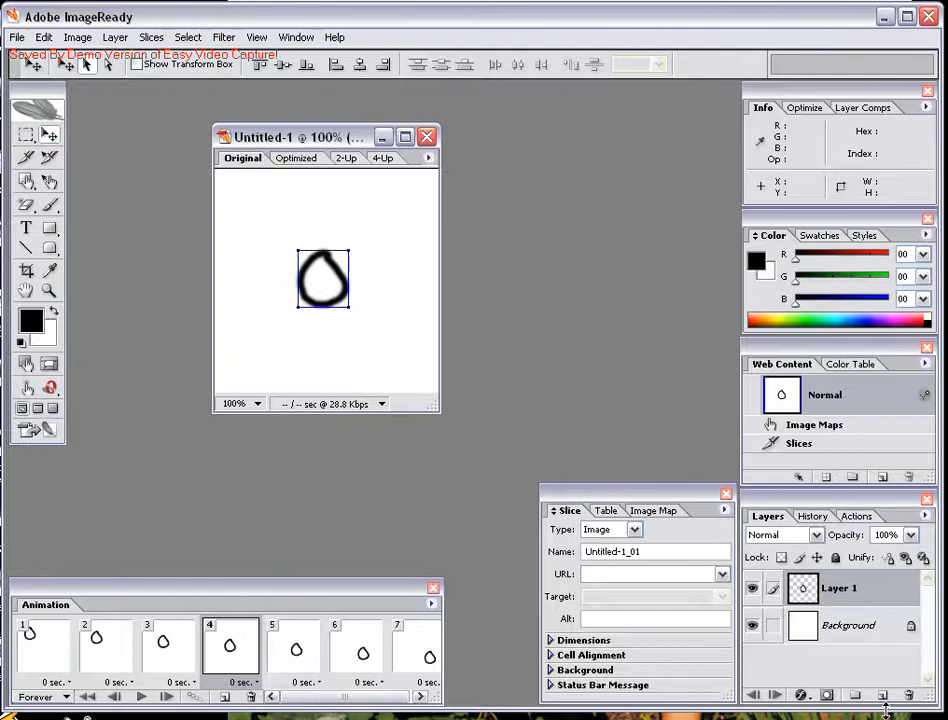 Adobe ImageReady
File Edit Image Layer Slices Select Filter View Window Help
Saved By Demo Version of Easy Video Capture!
Show Transform Box
Untitled-1 @ 100% (...
Original Optimized 2-Up 4-Up
100% -- / -- sec @ 28.8 Kbps
Info Optimize Layer Comps
R : Hex :
G :
B : Index :
Op :
X : W :
Y : H :
Color Swatches Styles
R 00
G 00
B 00
Web Content Color Table
Normal
Image Maps
Slices
Slice Table Image Map
Type: Image
Name: Untitled-1_01
URL:
Target:
Alt:
Dimensions
Cell Alignment
Background
Status Bar Message
Layers History Actions
Normal Opacity: 100%
Lock: Unify:
Layer 1
Background
Animation
1 2 3 4 5 6 7
0 sec. 0 sec. 0 sec. 0 sec. 0 sec. 0 sec. 0 sec.
Forever